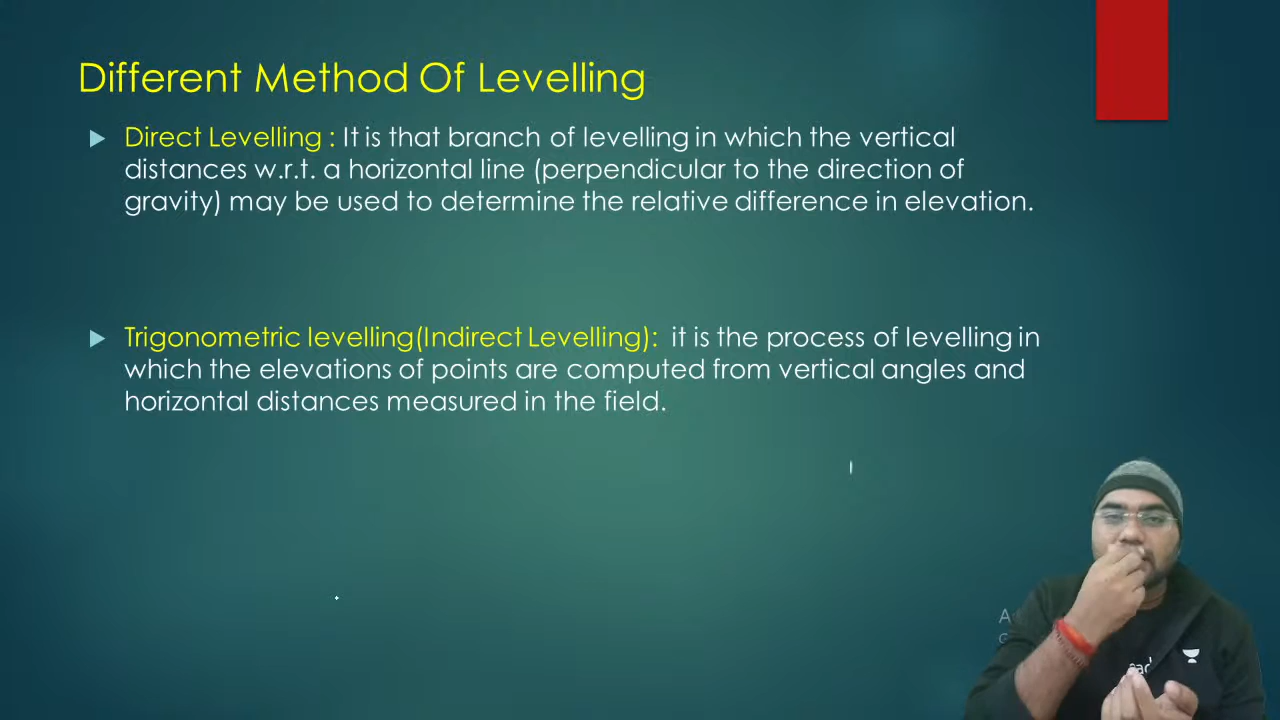 Different Method Of Levelling
Direct Levelling : It is that branch of levelling in which the vertical
distances w.r.t. a horizontal line (perpendicular to the direction of
gravity) may be used to determine the relative difference in elevation.
Trigonometric levelling(Indirect Levelling): it is the process of levelling in
which the elevations of points are computed from vertical angles and
horizontal distances measured in the field.